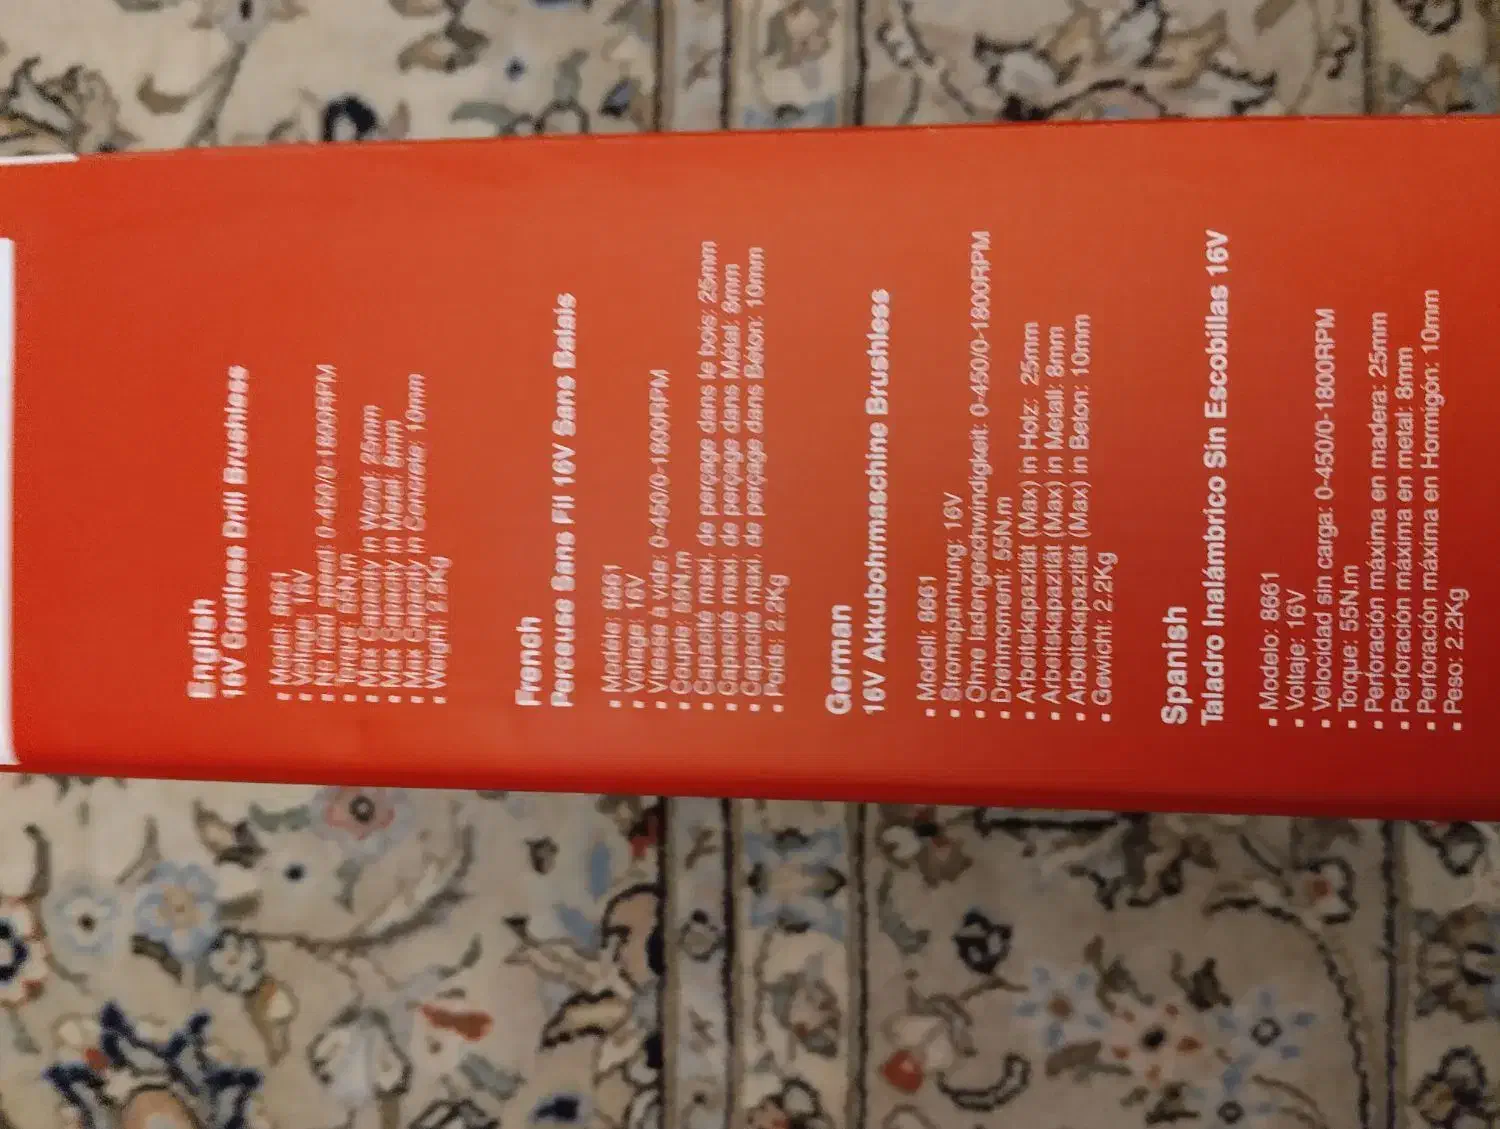 English
16V Cordless Drill Brushless
▪ Model: 8661
▪ Voltage: 16V
▪ No load speed: 0-450/0-1800RPM
▪ Torque: 55N.m
▪ Max Capacity in Wood: 25mm
▪ Max Capacity in Metal: 8mm
▪ Max Capacity in Concrete: 10mm
▪ Weight: 2.2Kg
French
Perceuse Sans Fil 16V Sans Balais
▪ Modèle: 8661
▪ Voltage: 16V
▪ Vitesse à vide: 0-450/0-1800RPM
▪ Couple: 55N.m
▪ Capacité maxi. de perçage dans le bois: 25mm
▪ Capacité maxi. de perçage dans Métal: 8mm
▪ Capacité maxi. de perçage dans Béton: 10mm
▪ Poids: 2.2Kg
German
16V Akkubohrmaschine Brushless
▪ Modell: 8661
▪ Stromspannung: 16V
▪ Ohne ladengeschwindigkeit: 0-450/0-1800RPM
▪ Drehmoment: 55N.m
▪ Arbeitskapazität (Max) in Holz: 25mm
▪ Arbeitskapazität (Max) in Metall: 8mm
▪ Arbeitskapazität (Max) in Beton: 10mm
▪ Gewicht: 2.2Kg
Spanish
Taladro Inalámbrico Sin Escobillas 16V
▪ Modelo: 8661
▪ Voltaje: 16V
▪ Velocidad sin carga: 0-450/0-1800RPM
▪ Torque: 55N.m
▪ Perforación máxima en madera: 25mm
▪ Perforación máxima en metal: 8mm
▪ Perforación máxima en Hormigón: 10mm
▪ Peso: 2.2Kg